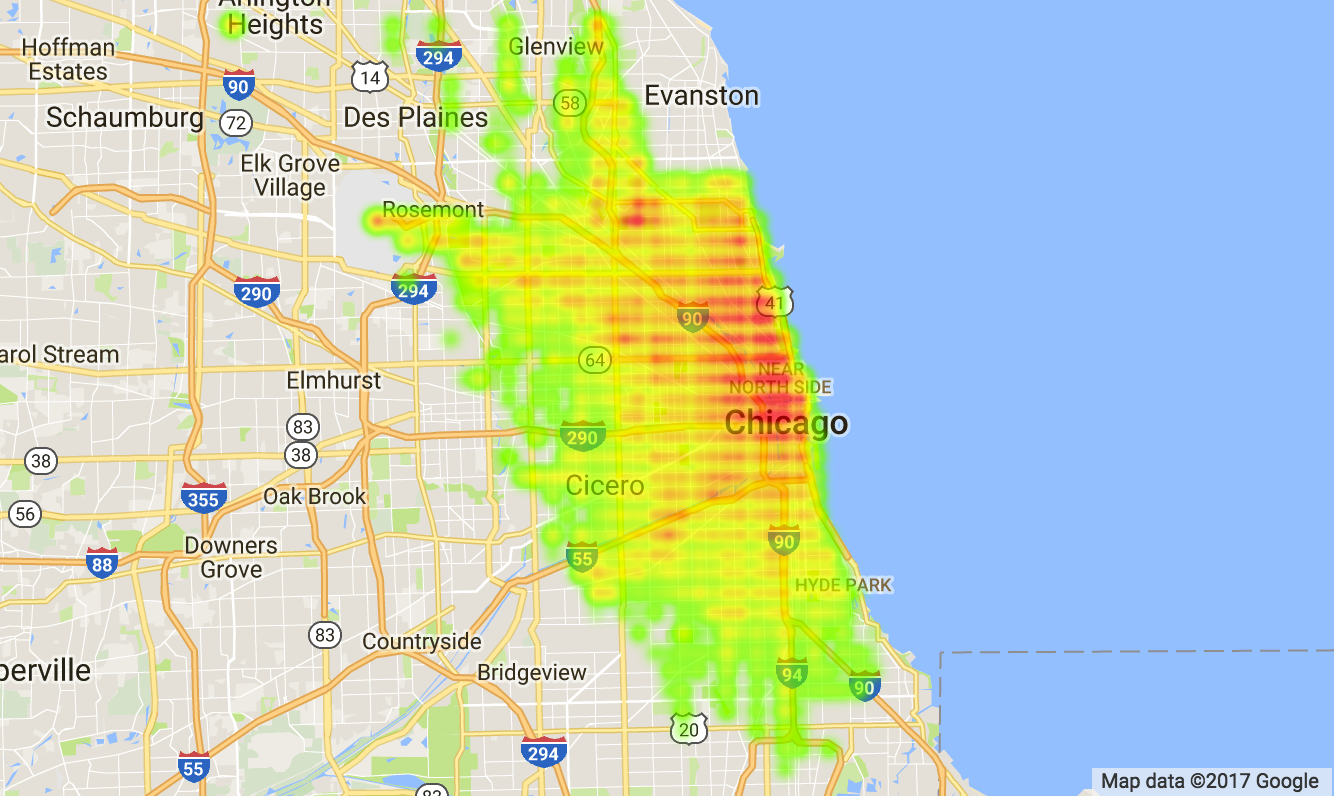 Arlington
Heights
Hoffman
Estates
Glenview
294
14
90
58
Evanston
Schaumburg
72
Des Plaines
Elk Grove
Village
Rosemont
290
294
41
90
arol Stream
64
NEAR
NORTH SIDE
Elmhurst
Chicago
83
290
38
38
Cicero
355
Oak Brook
56
90
Downers
Grove
55
88
HYDE PARK
83
Countryside
perville
Bridgeview
94
90
20
294
55
83
Map data ©2017 Google